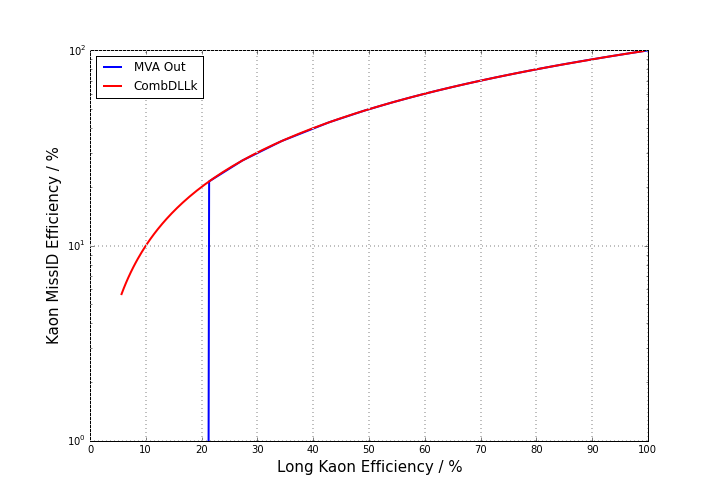 10²
MVA Out
CombDLLk
Kaon MissID Efficiency / %
10¹
10⁰
0 10 20 30 40 50 60 70 80 90 100
Long Kaon Efficiency / %